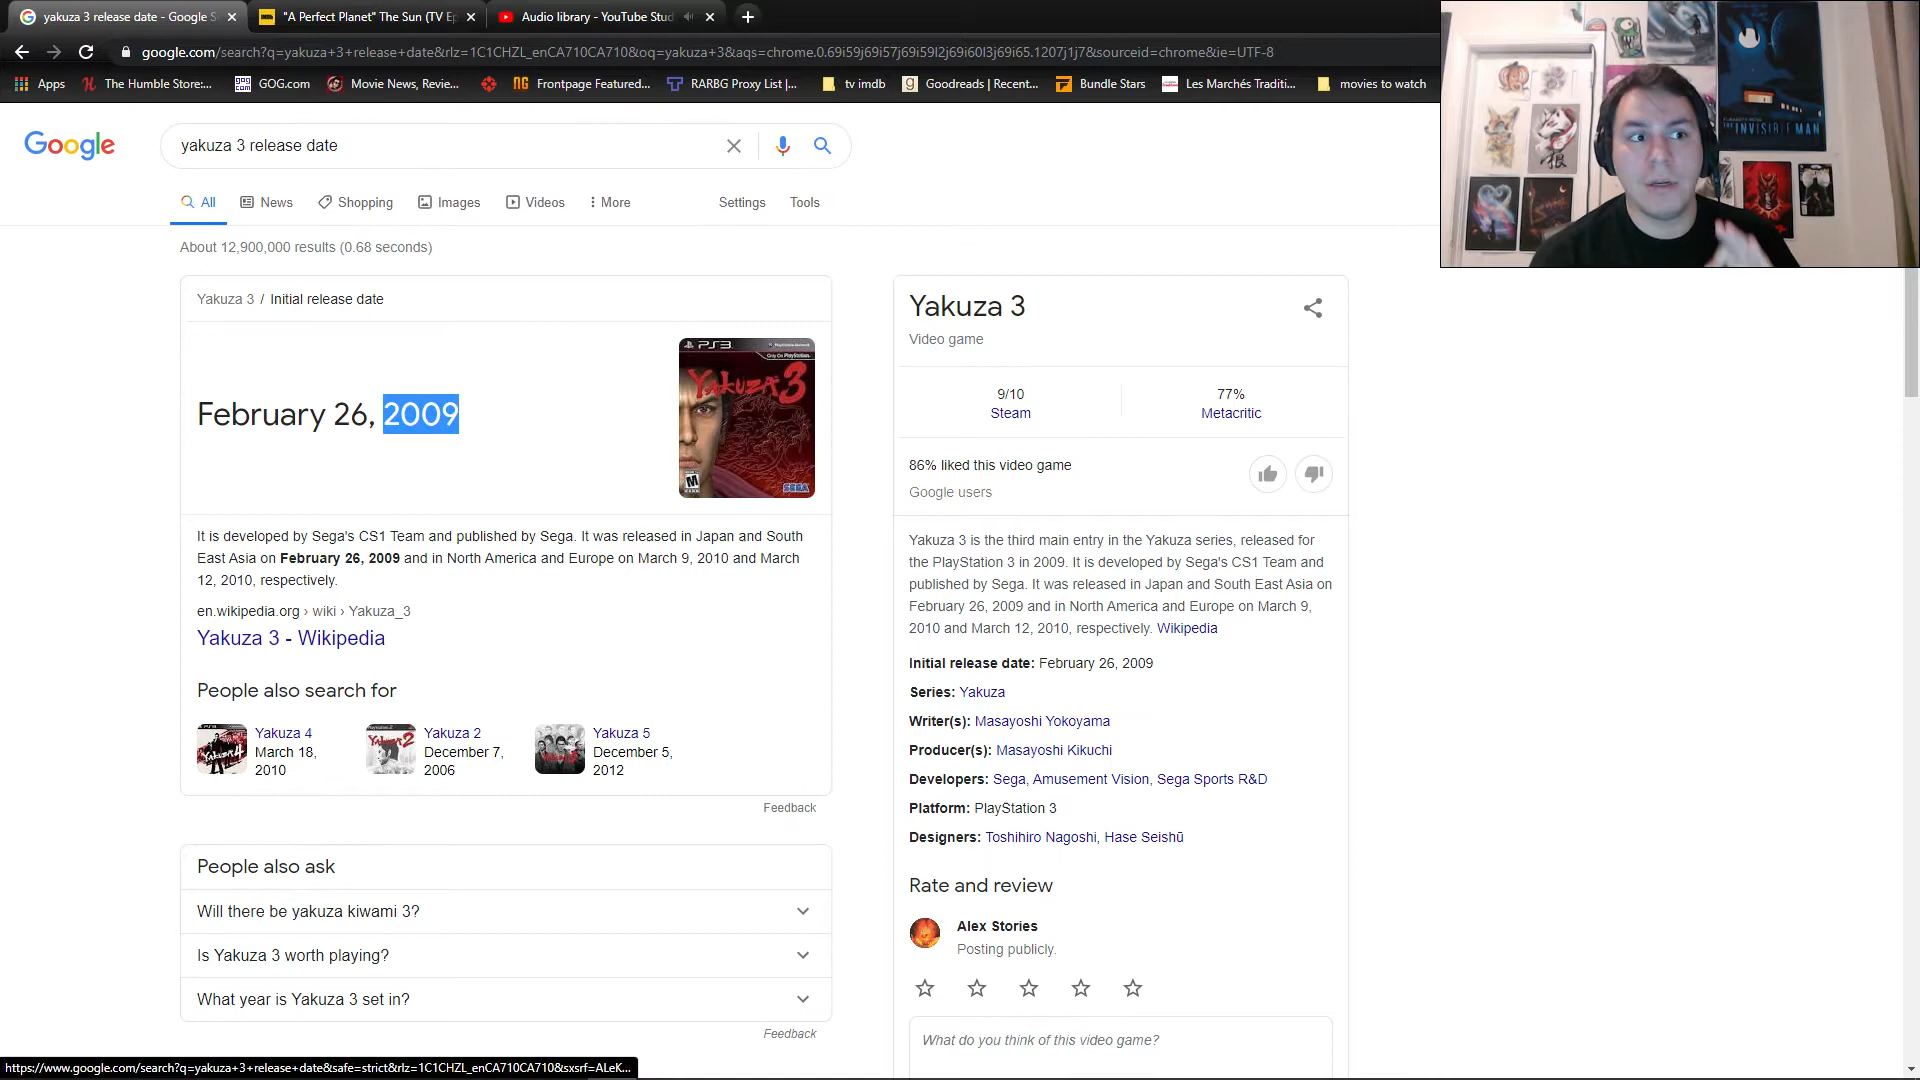 yakuza 3 release date - Google S
"A Perfect Planet" The Sun (TV Ep
Audio library - YouTube Stud
google.com/search?q=yakuza+3+release+date&rlz=1C1CHZL_enCA710CA710&oq=yakuza+3&aqs=chrome.0.69i59j69i57j69i59l2j69i60l3j69i65.1207j1j7&sourceid=chrome&ie=UTF-8
Apps
The Humble Store:...
GOG.com
Movie News, Revie...
Frontpage Featured...
RARBG Proxy List |...
tv imdb
Goodreads | Recent...
Bundle Stars
Les Marchés Traditi...
movies to watch
THE INVISIBLE MAN
Google
yakuza 3 release date
All
News
Shopping
Images
Videos
More
Settings
Tools
About 12,900,000 results (0.68 seconds)
Yakuza 3 / Initial release date
February 26, 2009
PS3
Only On PlayStation
YAKUZA 3
M
SEGA
It is developed by Sega's CS1 Team and published by Sega. It was released in Japan and South
East Asia on February 26, 2009 and in North America and Europe on March 9, 2010 and March
12, 2010, respectively.
en.wikipedia.org › wiki › Yakuza_3
Yakuza 3 - Wikipedia
People also search for
Yakuza 4
March 18,
2010
Yakuza 2
December 7,
2006
Yakuza 5
December 5,
2012
Feedback
People also ask
Will there be yakuza kiwami 3?
Is Yakuza 3 worth playing?
What year is Yakuza 3 set in?
Feedback
Yakuza 3
Video game
9/10
Steam
77%
Metacritic
86% liked this video game
Google users
Yakuza 3 is the third main entry in the Yakuza series, released for
the PlayStation 3 in 2009. It is developed by Sega's CS1 Team and
published by Sega. It was released in Japan and South East Asia on
February 26, 2009 and in North America and Europe on March 9,
2010 and March 12, 2010, respectively. Wikipedia
Initial release date: February 26, 2009
Series: Yakuza
Writer(s): Masayoshi Yokoyama
Producer(s): Masayoshi Kikuchi
Developers: Sega, Amusement Vision, Sega Sports R&D
Platform: PlayStation 3
Designers: Toshihiro Nagoshi, Hase Seishū
Rate and review
Alex Stories
Posting publicly.
What do you think of this video game?
https://www.google.com/search?q=yakuza+3+release+date&safe=strict&rlz=1C1CHZL_enCA710CA710&sxsrf=ALeK...